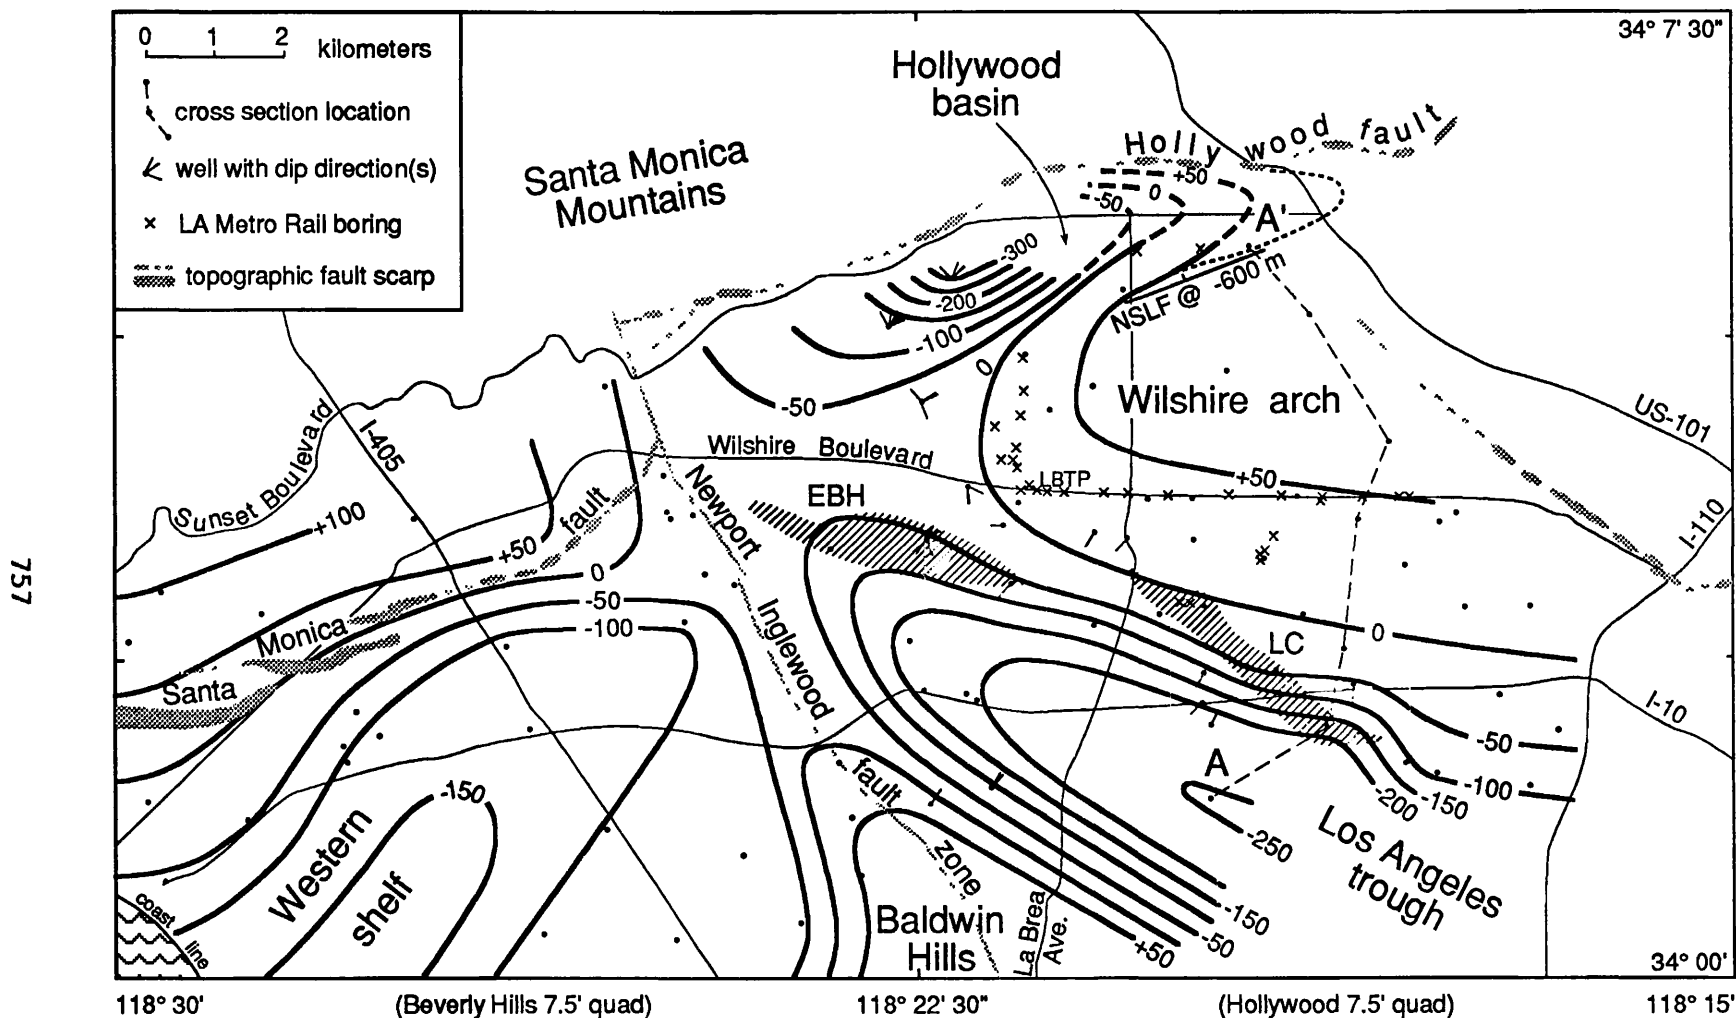 0 1 2
kilometers
cross section location
well with dip direction(s)
LA Metro Rail boring
topographic fault scarp
34° 7' 30"
Hollywood
basin
Santa Monica
Mountains
Holly wood fault
+50
0
-50
A'
-300
-200
-100
-50
0
NSLF @ -600 m
Wilshire arch
US-101
Sunset Boulevard
I-405
Wilshire Boulevard
+50
LBTP
EBH
I-110
+100
+50
fault
Newport
0
-50
-100
Inglewood
Monica
Santa
LC
0
I-10
-50
-100
-150
-200
A
-250
Los Angeles
trough
-150
Western
shelf
fault
zone
Baldwin
Hills
La Brea
Ave.
-150
-50
+50
coast
line
34° 00'
118° 30'
(Beverly Hills 7.5' quad)
118° 22' 30"
(Hollywood 7.5' quad)
118° 15'
757